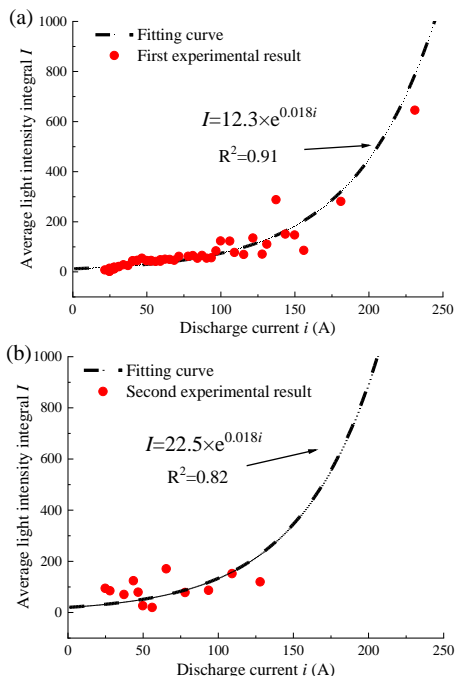 (a)
1000
Fitting curve
First experimental result
800
I=12.3×e^0.018i
600
R²=0.91
400
200
0
0 50 100 150 200 250
Average light intensity integral I
Discharge current i (A)
(b)
1000
Fitting curve
Second experimental result
800
I=22.5×e^0.018i
600
R²=0.82
400
200
0
0 50 100 150 200 250
Average light intensity integral I
Discharge current i (A)